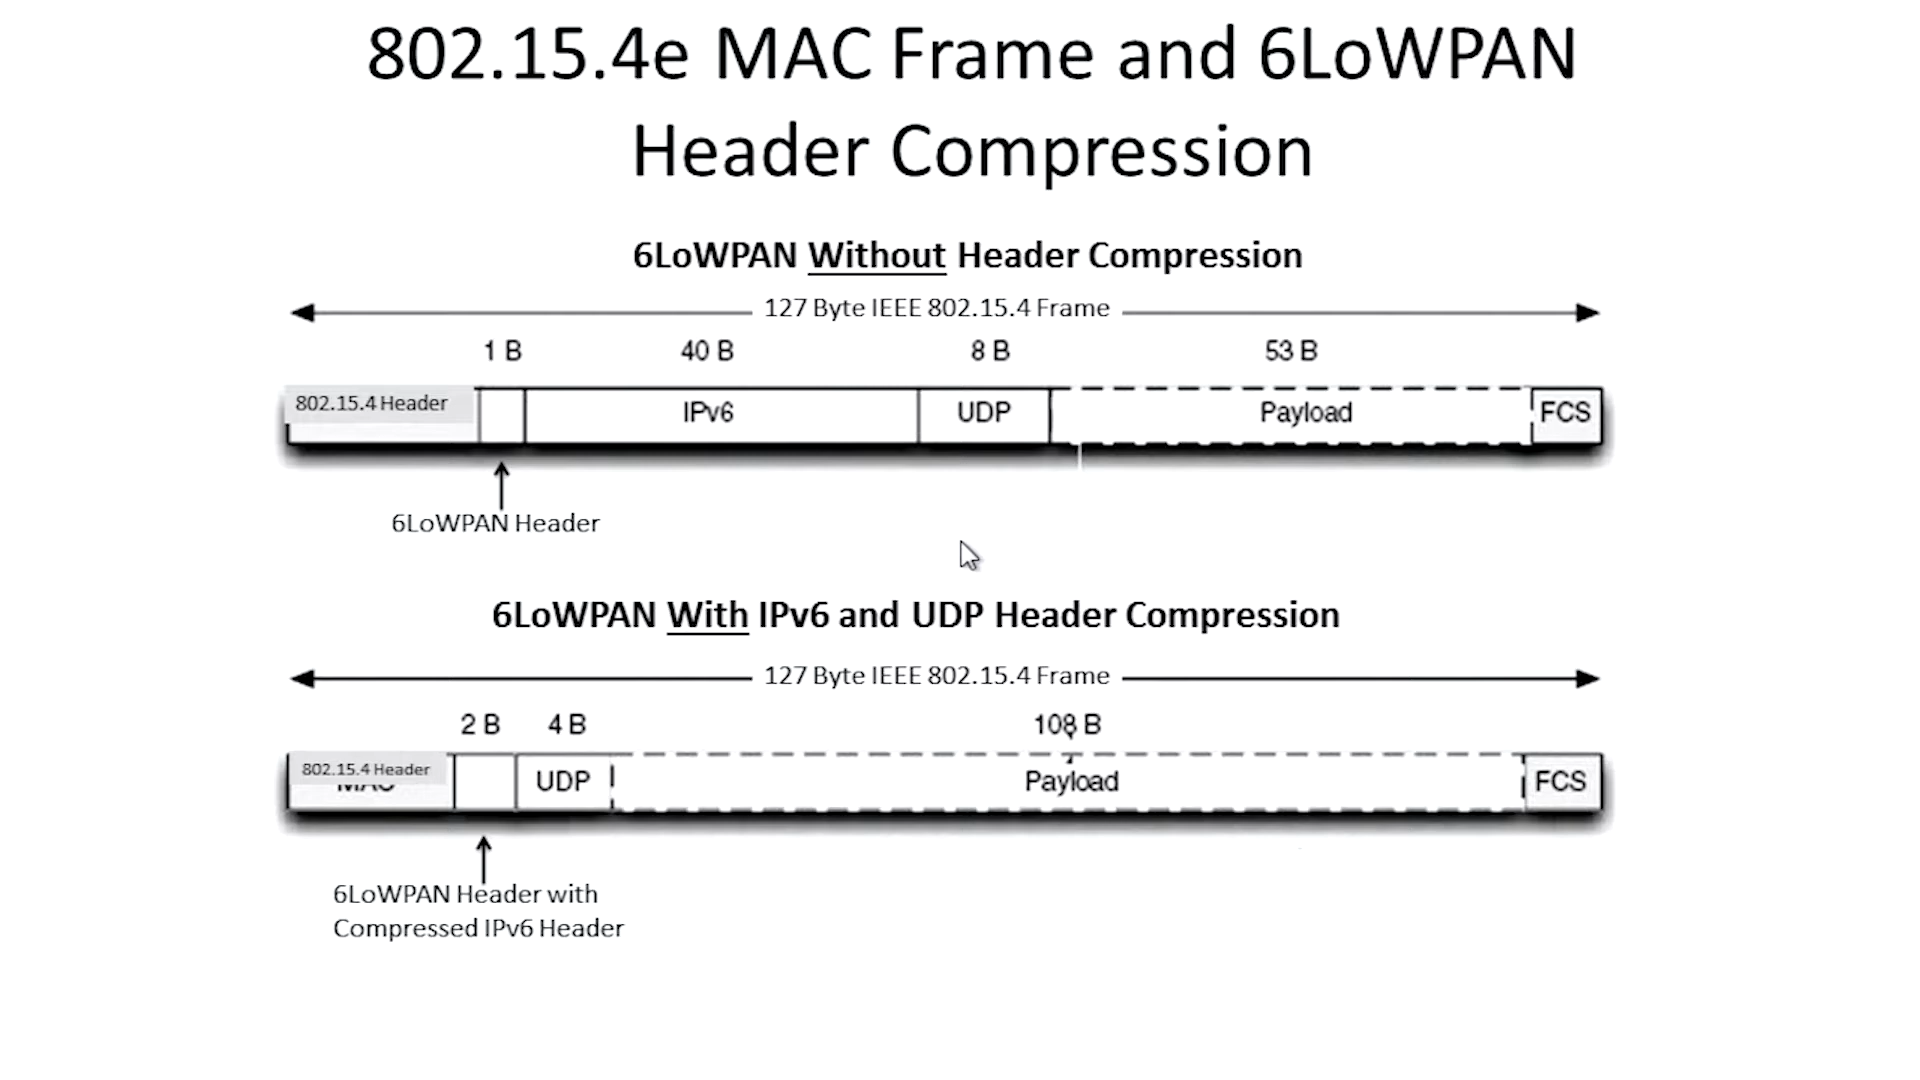 802.15.4e MAC Frame and 6LoWPAN
Header Compression
6LoWPAN Without Header Compression
127 Byte IEEE 802.15.4 Frame
1 B 40 B 8 B 53 B
802.15.4 Header IPv6 UDP Payload FCS
6LoWPAN Header
6LoWPAN With IPv6 and UDP Header Compression
127 Byte IEEE 802.15.4 Frame
2 B 4 B 108 B
802.15.4 Header UDP Payload FCS
6LoWPAN Header with
Compressed IPv6 Header